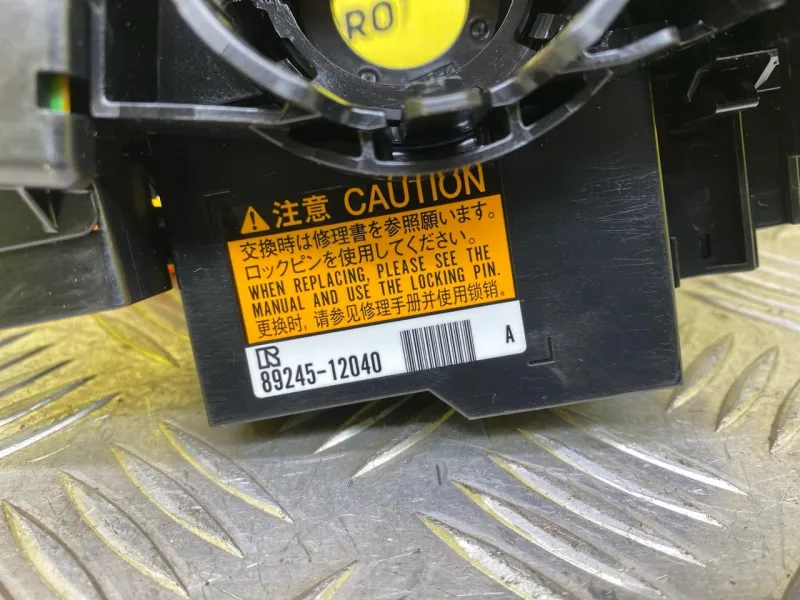 RO
注意 CAUTION
交換時は修理書を参照願います。
ロックピンを使用してください。
WHEN REPLACING, PLEASE SEE THE
MANUAL AND USE THE LOCKING PIN.
更换时, 请参见修理手册并使用锁销。
89245-12040
A